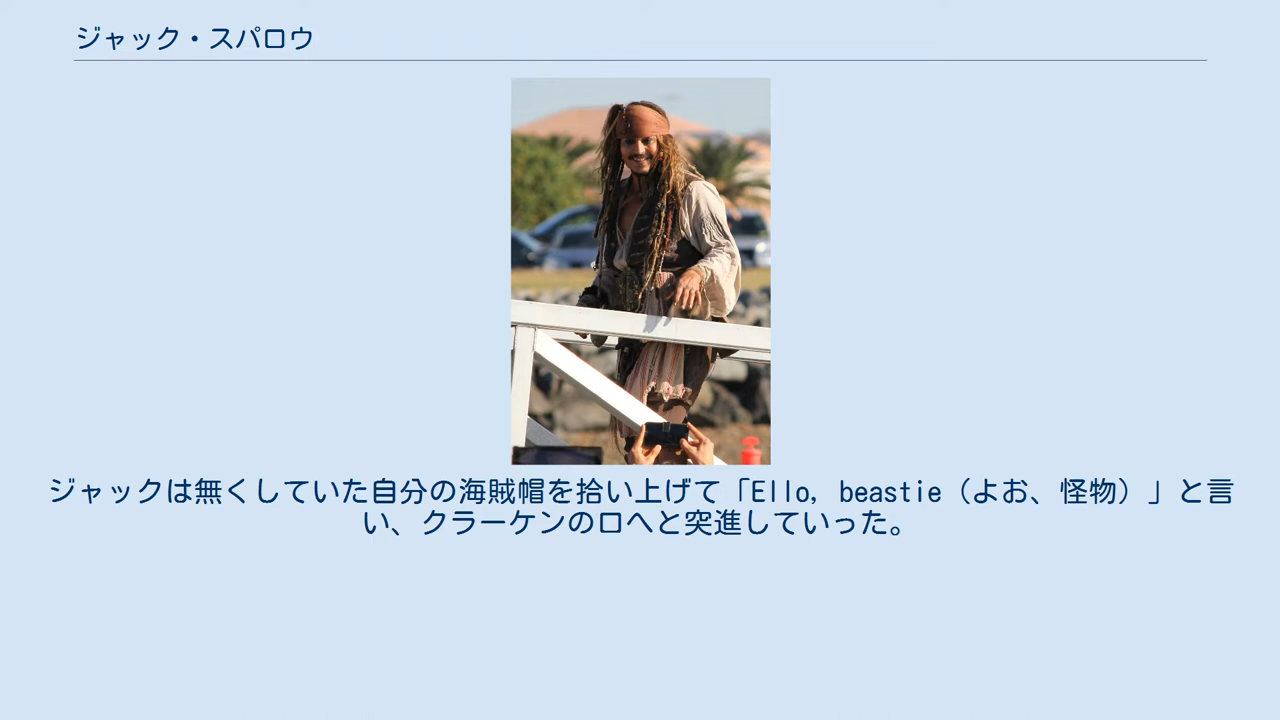 ジャック・スパロウ
ジャックは無くしていた自分の海賊帽を拾い上げて「Ello, beastie（よお、怪物）」と言
い、クラーケンの口へと突進していった。